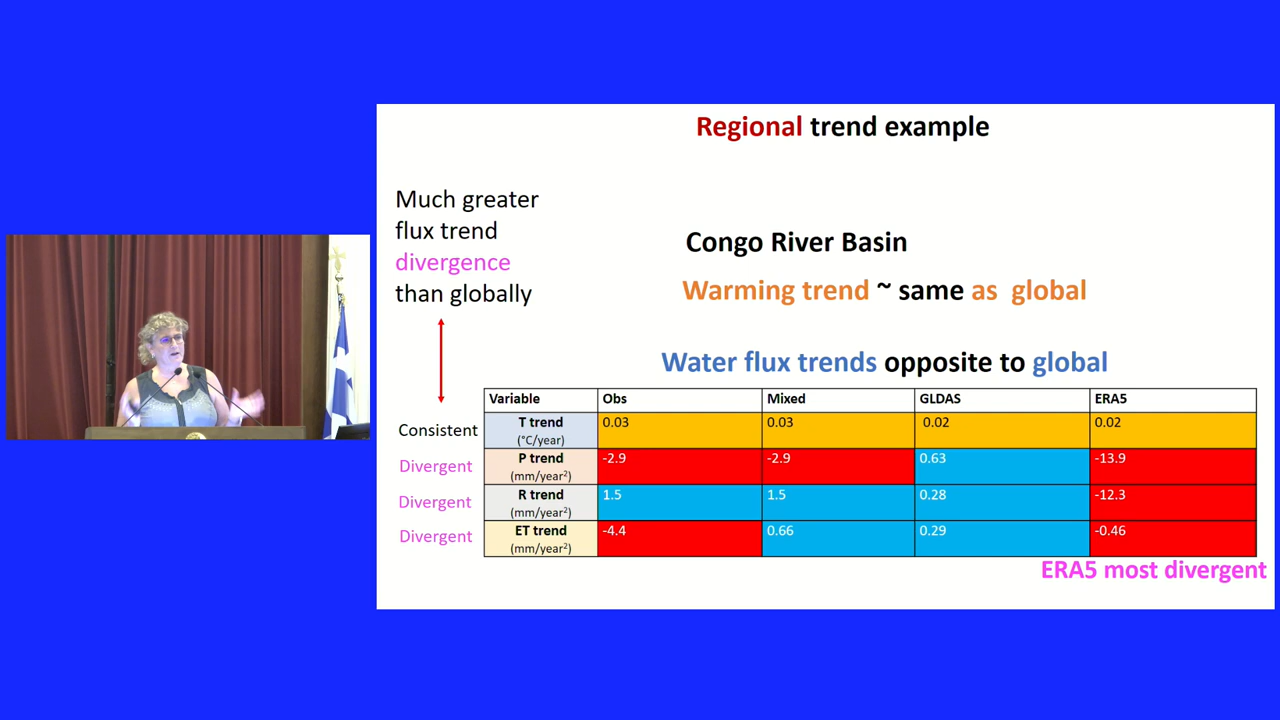 Regional trend example
Much greater
flux trend
divergence
than globally
Congo River Basin
Warming trend ~ same as global
Water flux trends opposite to global
Variable Obs Mixed GLDAS ERA5
Consistent T trend (°C/year) 0.03 0.03 0.02 0.02
Divergent P trend (mm/year²) -2.9 -2.9 0.63 -13.9
Divergent R trend (mm/year²) 1.5 1.5 0.28 -12.3
Divergent ET trend (mm/year²) -4.4 0.66 0.29 -0.46
ERA5 most divergent